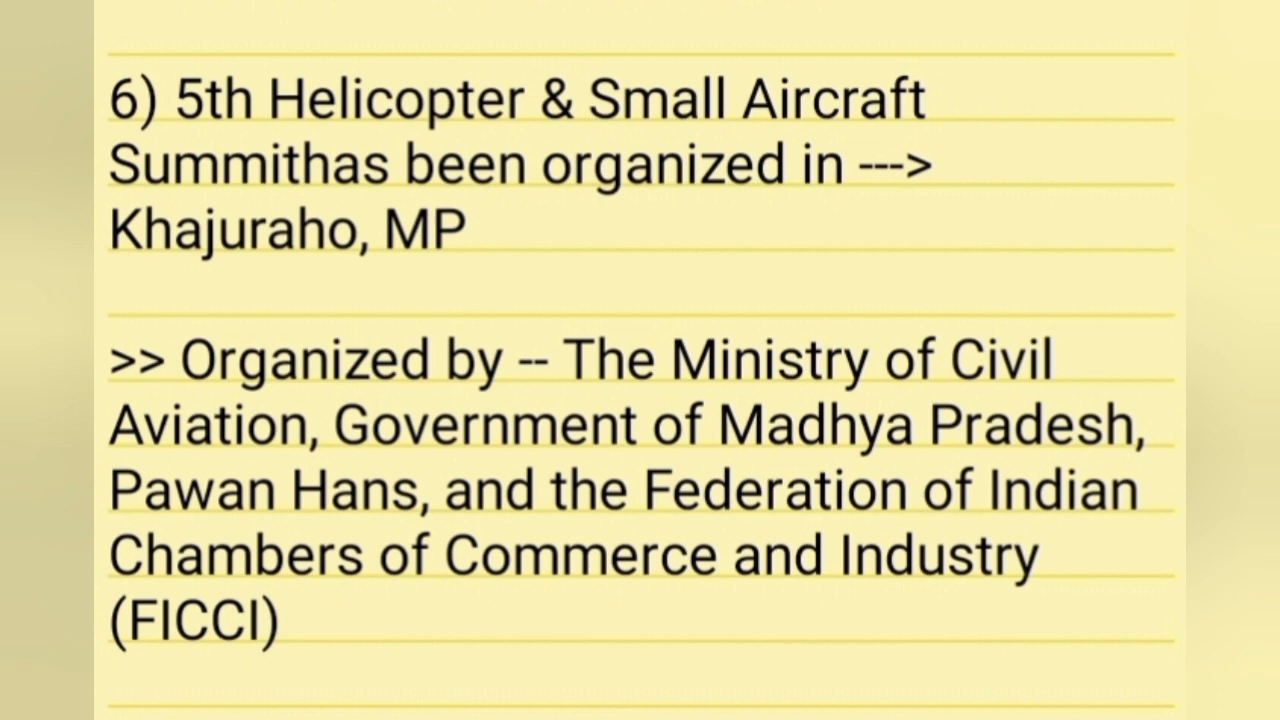 6) 5th Helicopter & Small Aircraft
Summithas been organized in --->
Khajuraho, MP
>> Organized by -- The Ministry of Civil
Aviation, Government of Madhya Pradesh,
Pawan Hans, and the Federation of Indian
Chambers of Commerce and Industry
(FICCI)